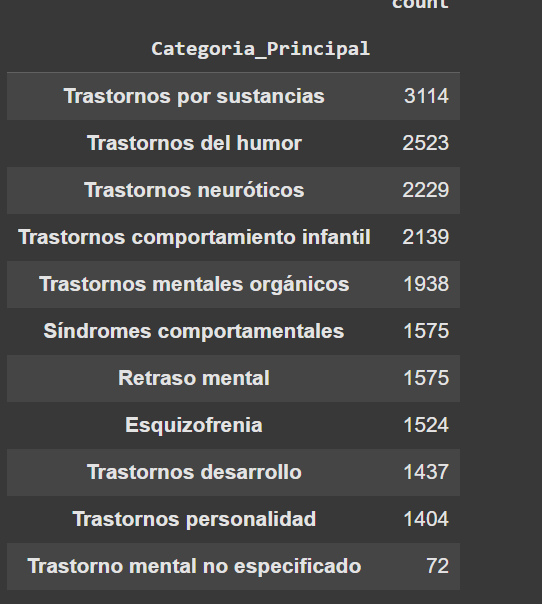 count
Categoria_Principal
Trastornos por sustancias 3114
Trastornos del humor 2523
Trastornos neuróticos 2229
Trastornos comportamiento infantil 2139
Trastornos mentales orgánicos 1938
Síndromes comportamentales 1575
Retraso mental 1575
Esquizofrenia 1524
Trastornos desarrollo 1437
Trastornos personalidad 1404
Trastorno mental no especificado 72